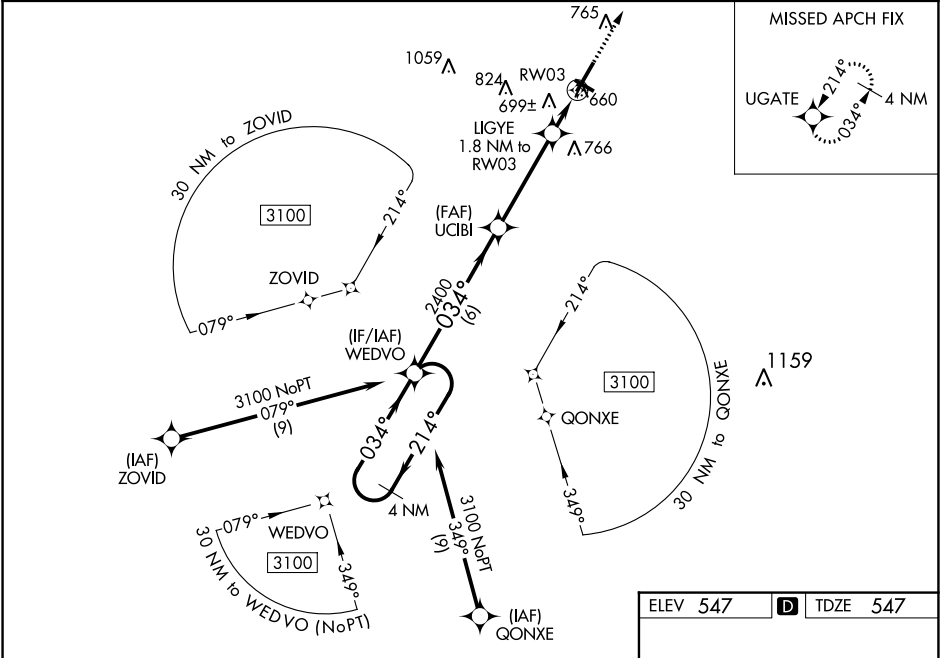 765
MISSED APCH FIX
1059
824
RW03
699±
660
214°
UGATE
4 NM
034°
LIGYE
1.8 NM to
RW03
766
30 NM to ZOVID
3100
214°
(FAF)
UCIBI
ZOVID
079°
2400
034°
(6)
214°
(IF/IAF)
WEDVO
3100
1159
3100 NoPT
079°
(9)
QONXE
30 NM to QONXE
034°
214°
(IAF)
ZOVID
4 NM
349°
3100 NoPT
349°
(9)
079°
WEDVO
3100
349°
30 NM to WEDVO (NoPT)
(IAF)
QONXE
ELEV 547 D TDZE 547